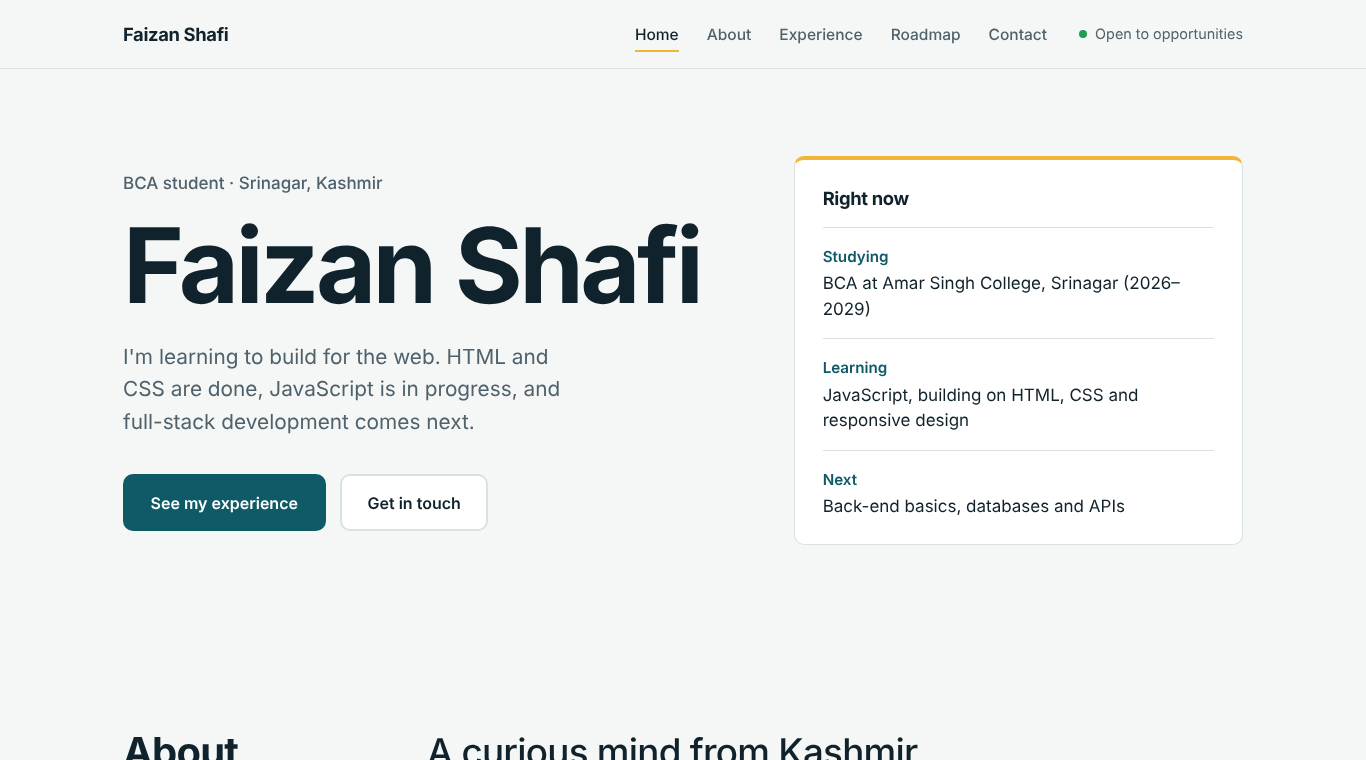 Faizan Shafi
Home
About
Experience
Roadmap
Contact
Open to opportunities
BCA student · Srinagar, Kashmir
Faizan Shafi
I'm learning to build for the web. HTML and
CSS are done, JavaScript is in progress, and
full-stack development comes next.
See my experience
Get in touch
Right now
Studying
BCA at Amar Singh College, Srinagar (2026–
2029)
Learning
JavaScript, building on HTML, CSS and
responsive design
Next
Back-end basics, databases and APIs
About
A curious mind from Kashmir